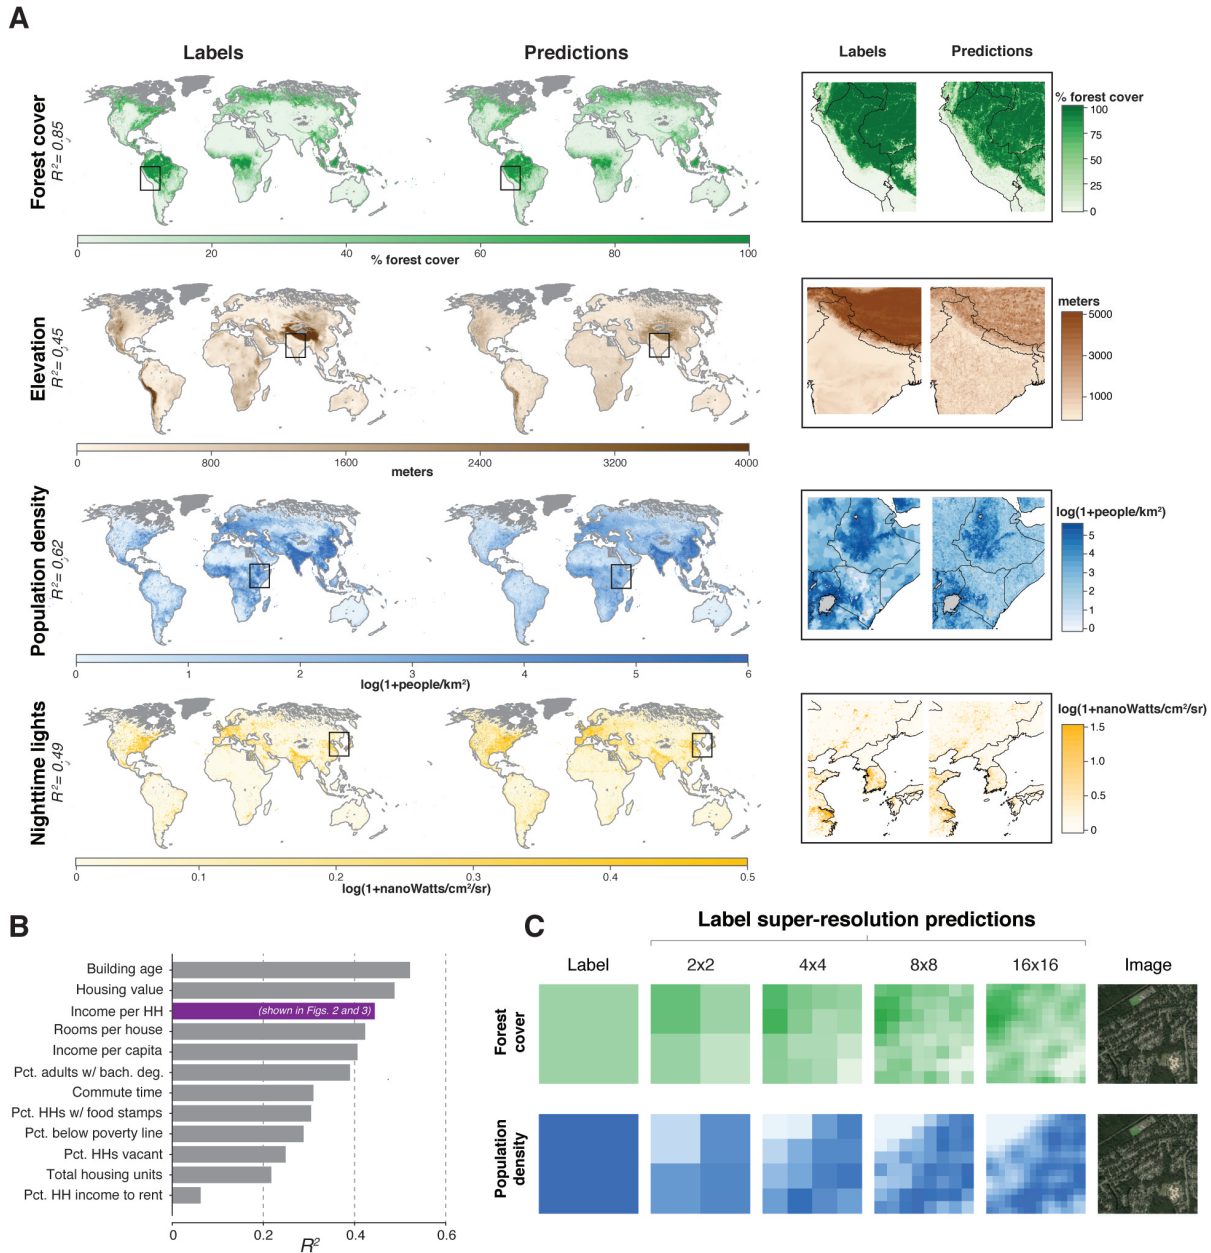 A
Labels
Predictions
Labels
Predictions
Forest cover
R²= 0.85
% forest cover
100
75
50
25
0
0
20
40
60
80
100
% forest cover
Elevation
R²= 0.45
meters
5000
3000
1000
0
800
1600
2400
3200
4000
meters
Population density
R²= 0.62
log(1+people/km²)
5
4
3
2
1
0
0
1
2
3
4
5
6
log(1+people/km²)
Nighttime lights
R²= 0.49
log(1+nanoWatts/cm²/sr)
1.5
1.0
0.5
0
0
0.1
0.2
0.3
0.4
0.5
log(1+nanoWatts/cm²/sr)
B
Building age
Housing value
Income per HH
(shown in Figs. 2 and 3)
Rooms per house
Income per capita
Pct. adults w/ bach. deg.
Commute time
Pct. HHs w/ food stamps
Pct. below poverty line
Pct. HHs vacant
Total housing units
Pct. HH income to rent
0
0.2
0.4
0.6
R²
C
Label super-resolution predictions
Label
2x2
4x4
8x8
16x16
Image
Forest
cover
Population
density